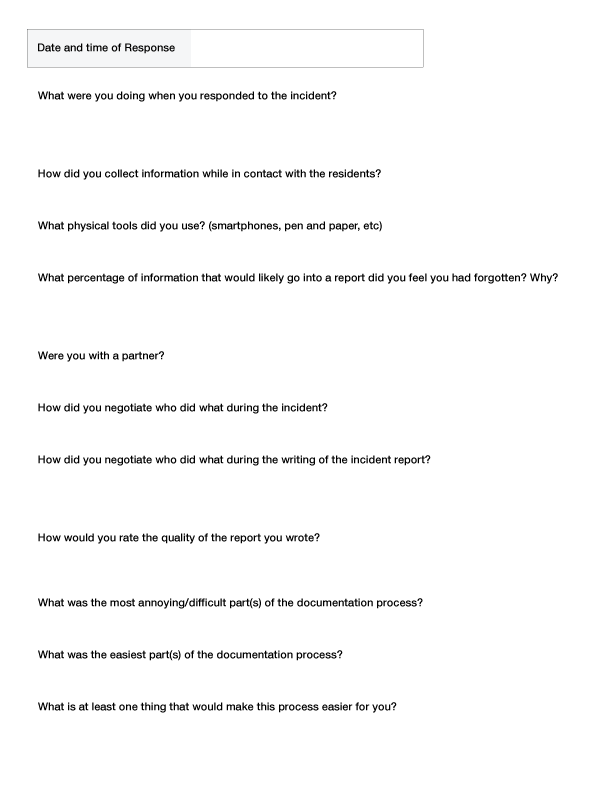 Date and time of Response
What were you doing when you responded to the incident?
How did you collect information while in contact with the residents?
What physical tools did you use? (smartphones, pen and paper, etc)
What percentage of information that would likely go into a report did you feel you had forgotten? Why?
Were you with a partner?
How did you negotiate who did what during the incident?
How did you negotiate who did what during the writing of the incident report?
How would you rate the quality of the report you wrote?
What was the most annoying/difficult part(s) of the documentation process?
What was the easiest part(s) of the documentation process?
What is at least one thing that would make this process easier for you?